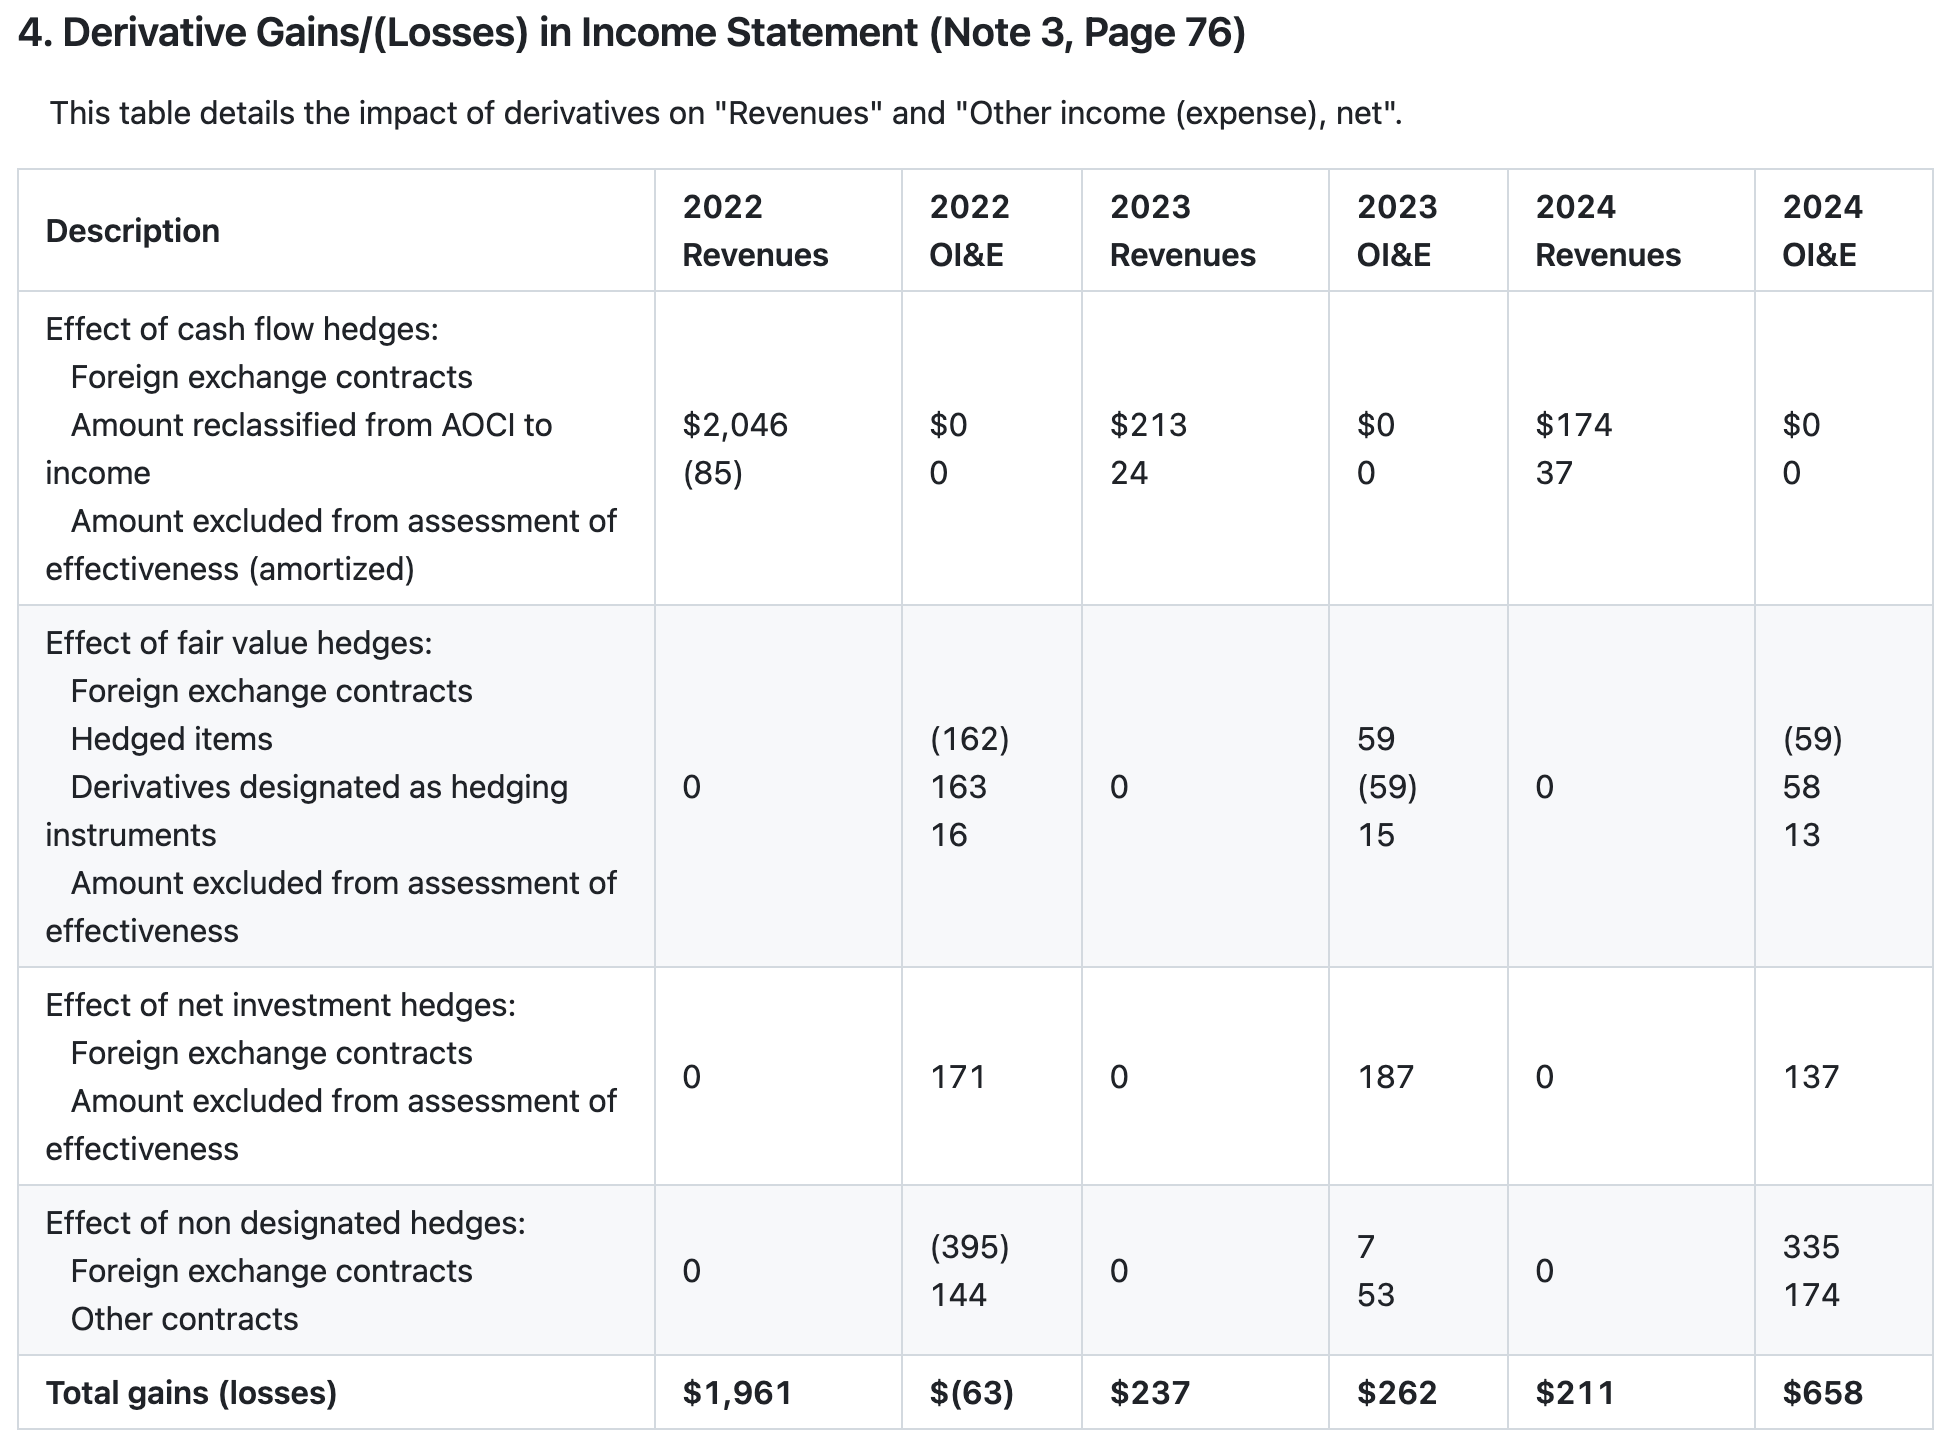 4. Derivative Gains/(Losses) in Income Statement (Note 3, Page 76)
This table details the impact of derivatives on "Revenues" and "Other income (expense), net".
Description
2022 Revenues
2022 OI&E
2023 Revenues
2023 OI&E
2024 Revenues
2024 OI&E
Effect of cash flow hedges:
Foreign exchange contracts
Amount reclassified from AOCI to
income
Amount excluded from assessment of
effectiveness (amortized)
$2,046
(85)
$0
0
$213
24
$0
0
$174
37
$0
0
Effect of fair value hedges:
Foreign exchange contracts
Hedged items
Derivatives designated as hedging
instruments
Amount excluded from assessment of
effectiveness
0
(162)
163
16
0
59
(59)
15
0
(59)
58
13
Effect of net investment hedges:
Foreign exchange contracts
Amount excluded from assessment of
effectiveness
0
171
0
187
0
137
Effect of non designated hedges:
Foreign exchange contracts
Other contracts
0
(395)
144
0
7
53
0
335
174
Total gains (losses)
$1,961
$(63)
$237
$262
$211
$658